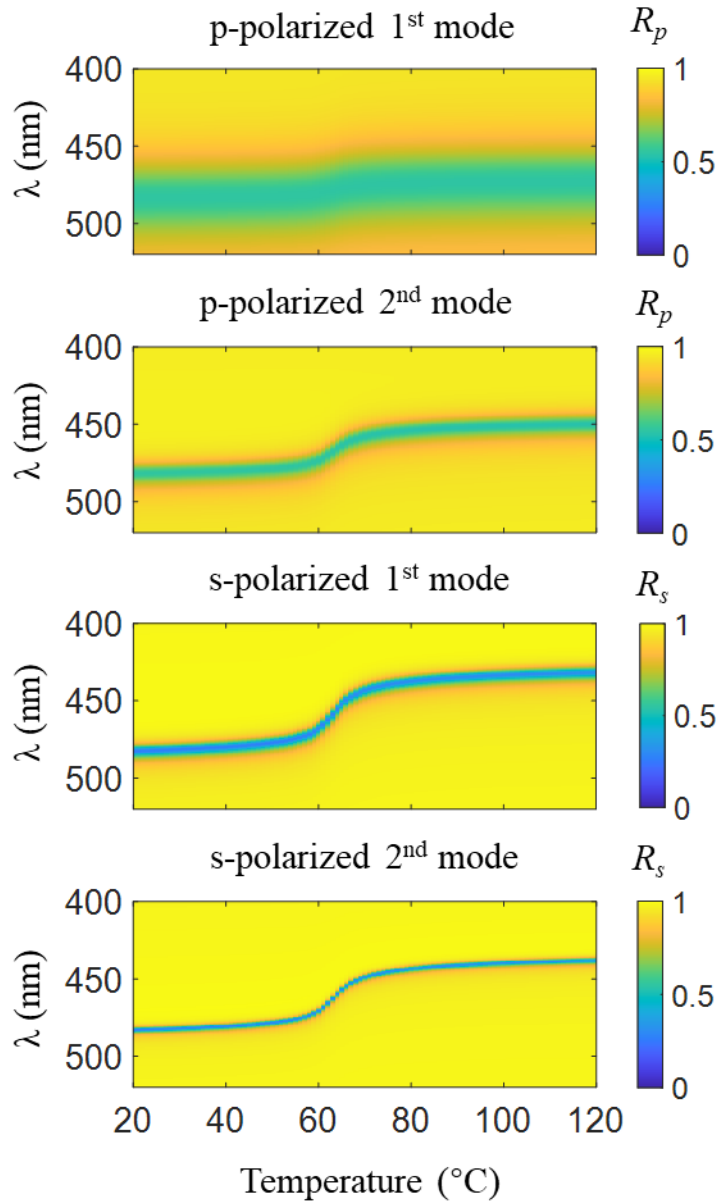 p-polarized 1st mode Rp
400
450
500
λ (nm)
1
0.5
0
p-polarized 2nd mode Rp
400
450
500
λ (nm)
1
0.5
0
s-polarized 1st mode Rs
400
450
500
λ (nm)
1
0.5
0
s-polarized 2nd mode Rs
400
450
500
λ (nm)
1
0.5
0
20 40 60 80 100 120
Temperature (°C)